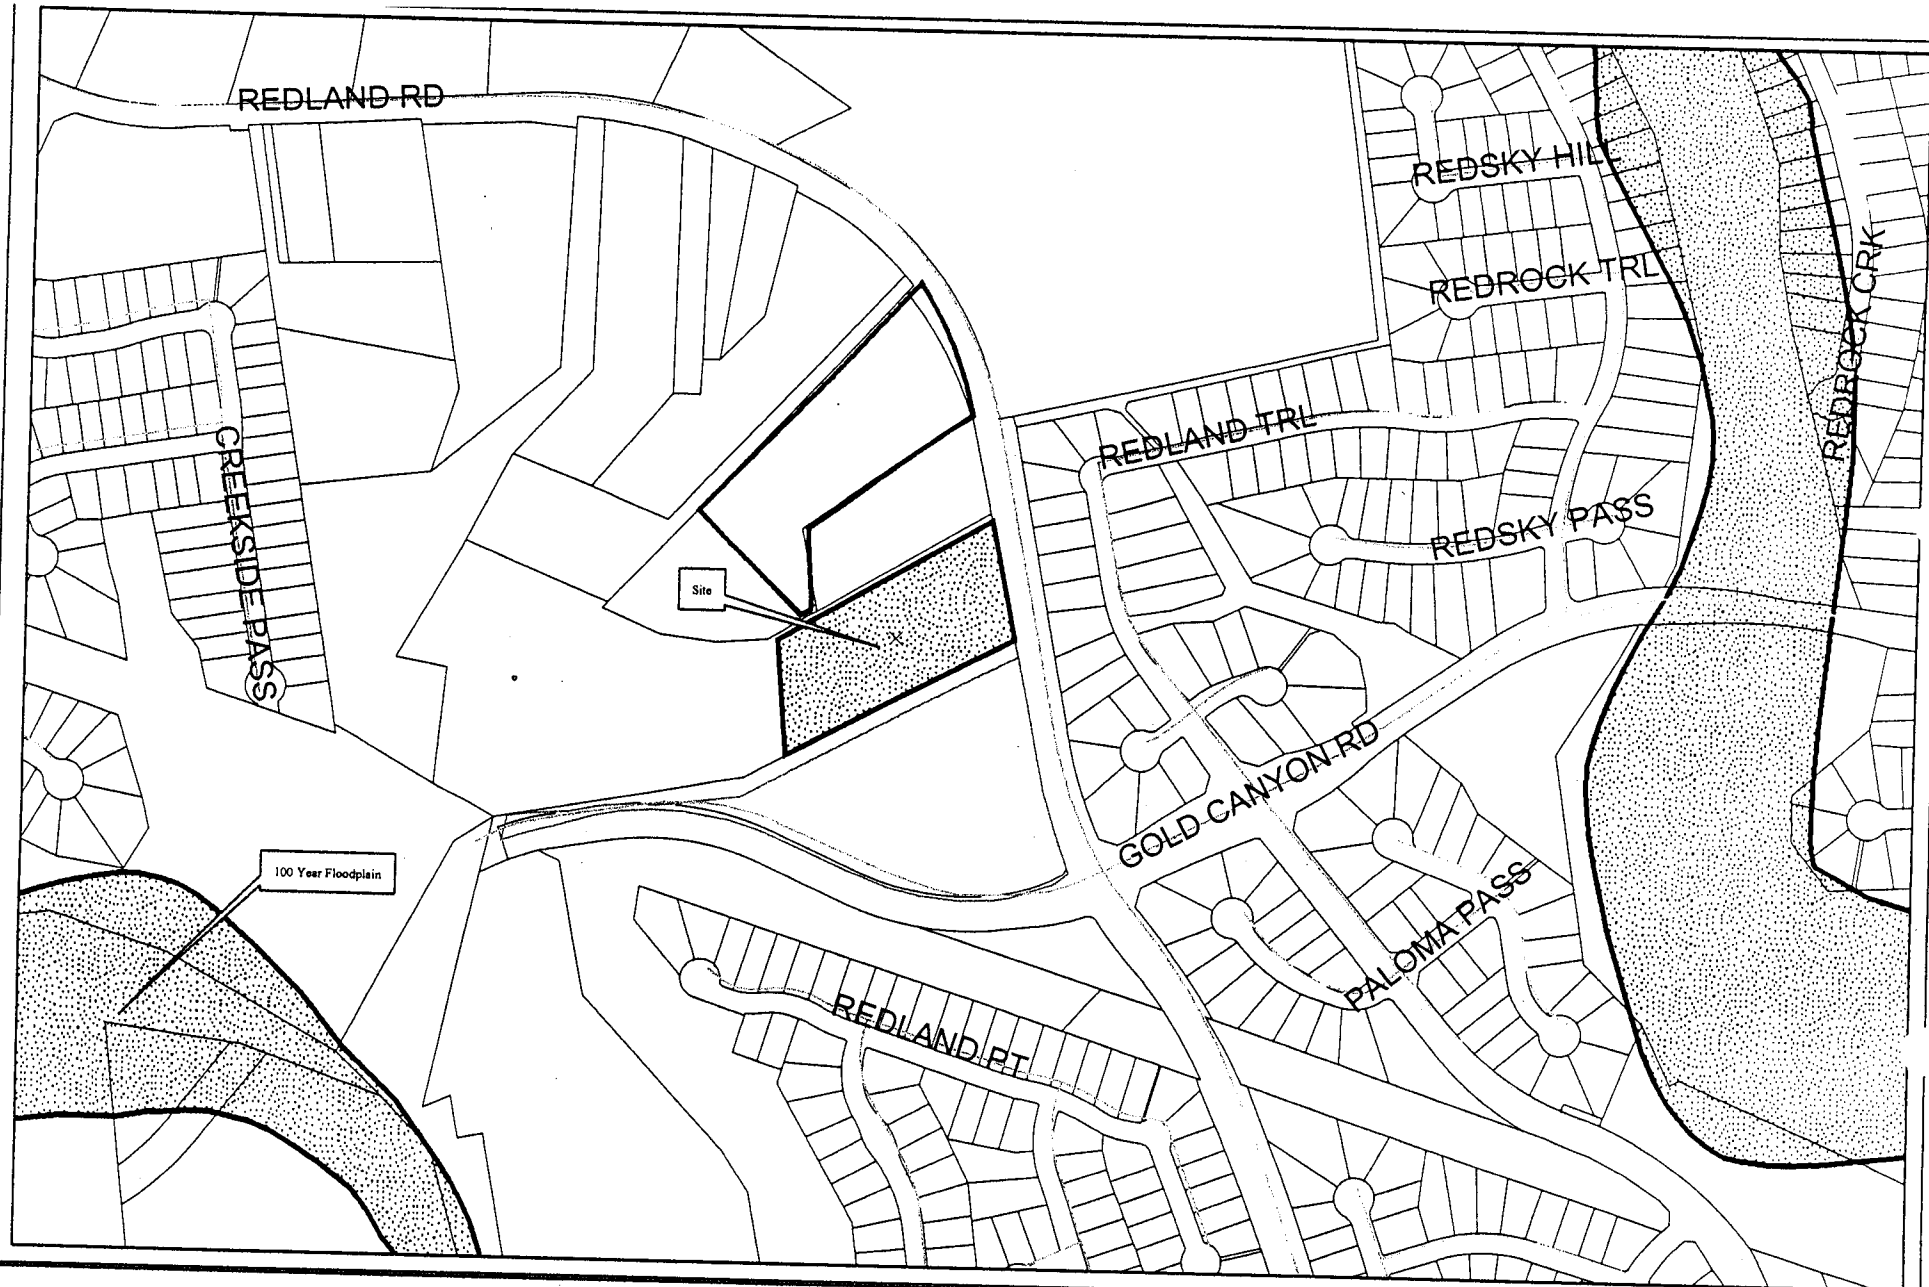 REDLAND RD
REDSKY HILL
REDROCK TRL
REDROCK CRK
REDLAND TRL
CREEKSIDE PASS
REDSKY PASS
Site
GOLD CANYON RD
100 Year Floodplain
PALOMA PASS
REDLAND PT